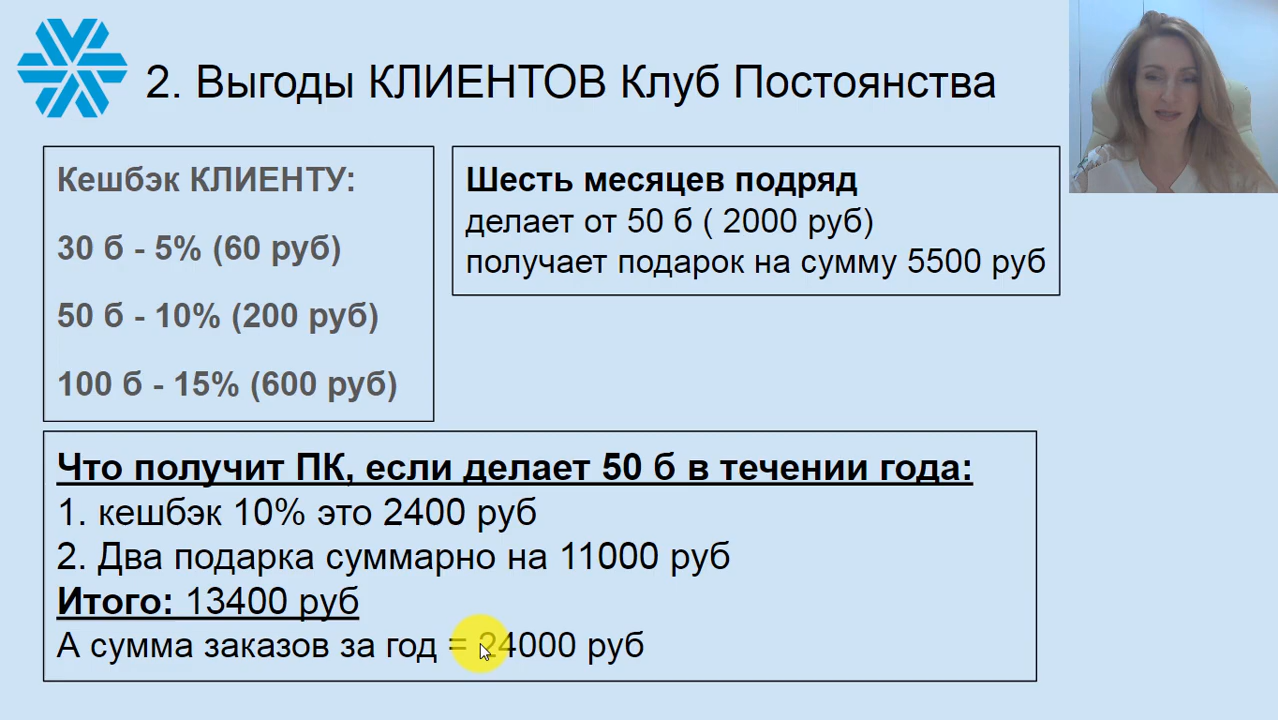 2. Выгоды КЛИЕНТОВ Клуб Постоянства
Кешбэк КЛИЕНТУ:
30 б - 5% (60 руб)
50 б - 10% (200 руб)
100 б - 15% (600 руб)
Шесть месяцев подряд
делает от 50 б ( 2000 руб)
получает подарок на сумму 5500 руб
Что получит ПК, если делает 50 б в течении года:
1. кешбэк 10% это 2400 руб
2. Два подарка суммарно на 11000 руб
Итого: 13400 руб
А сумма заказов за год = 24000 руб